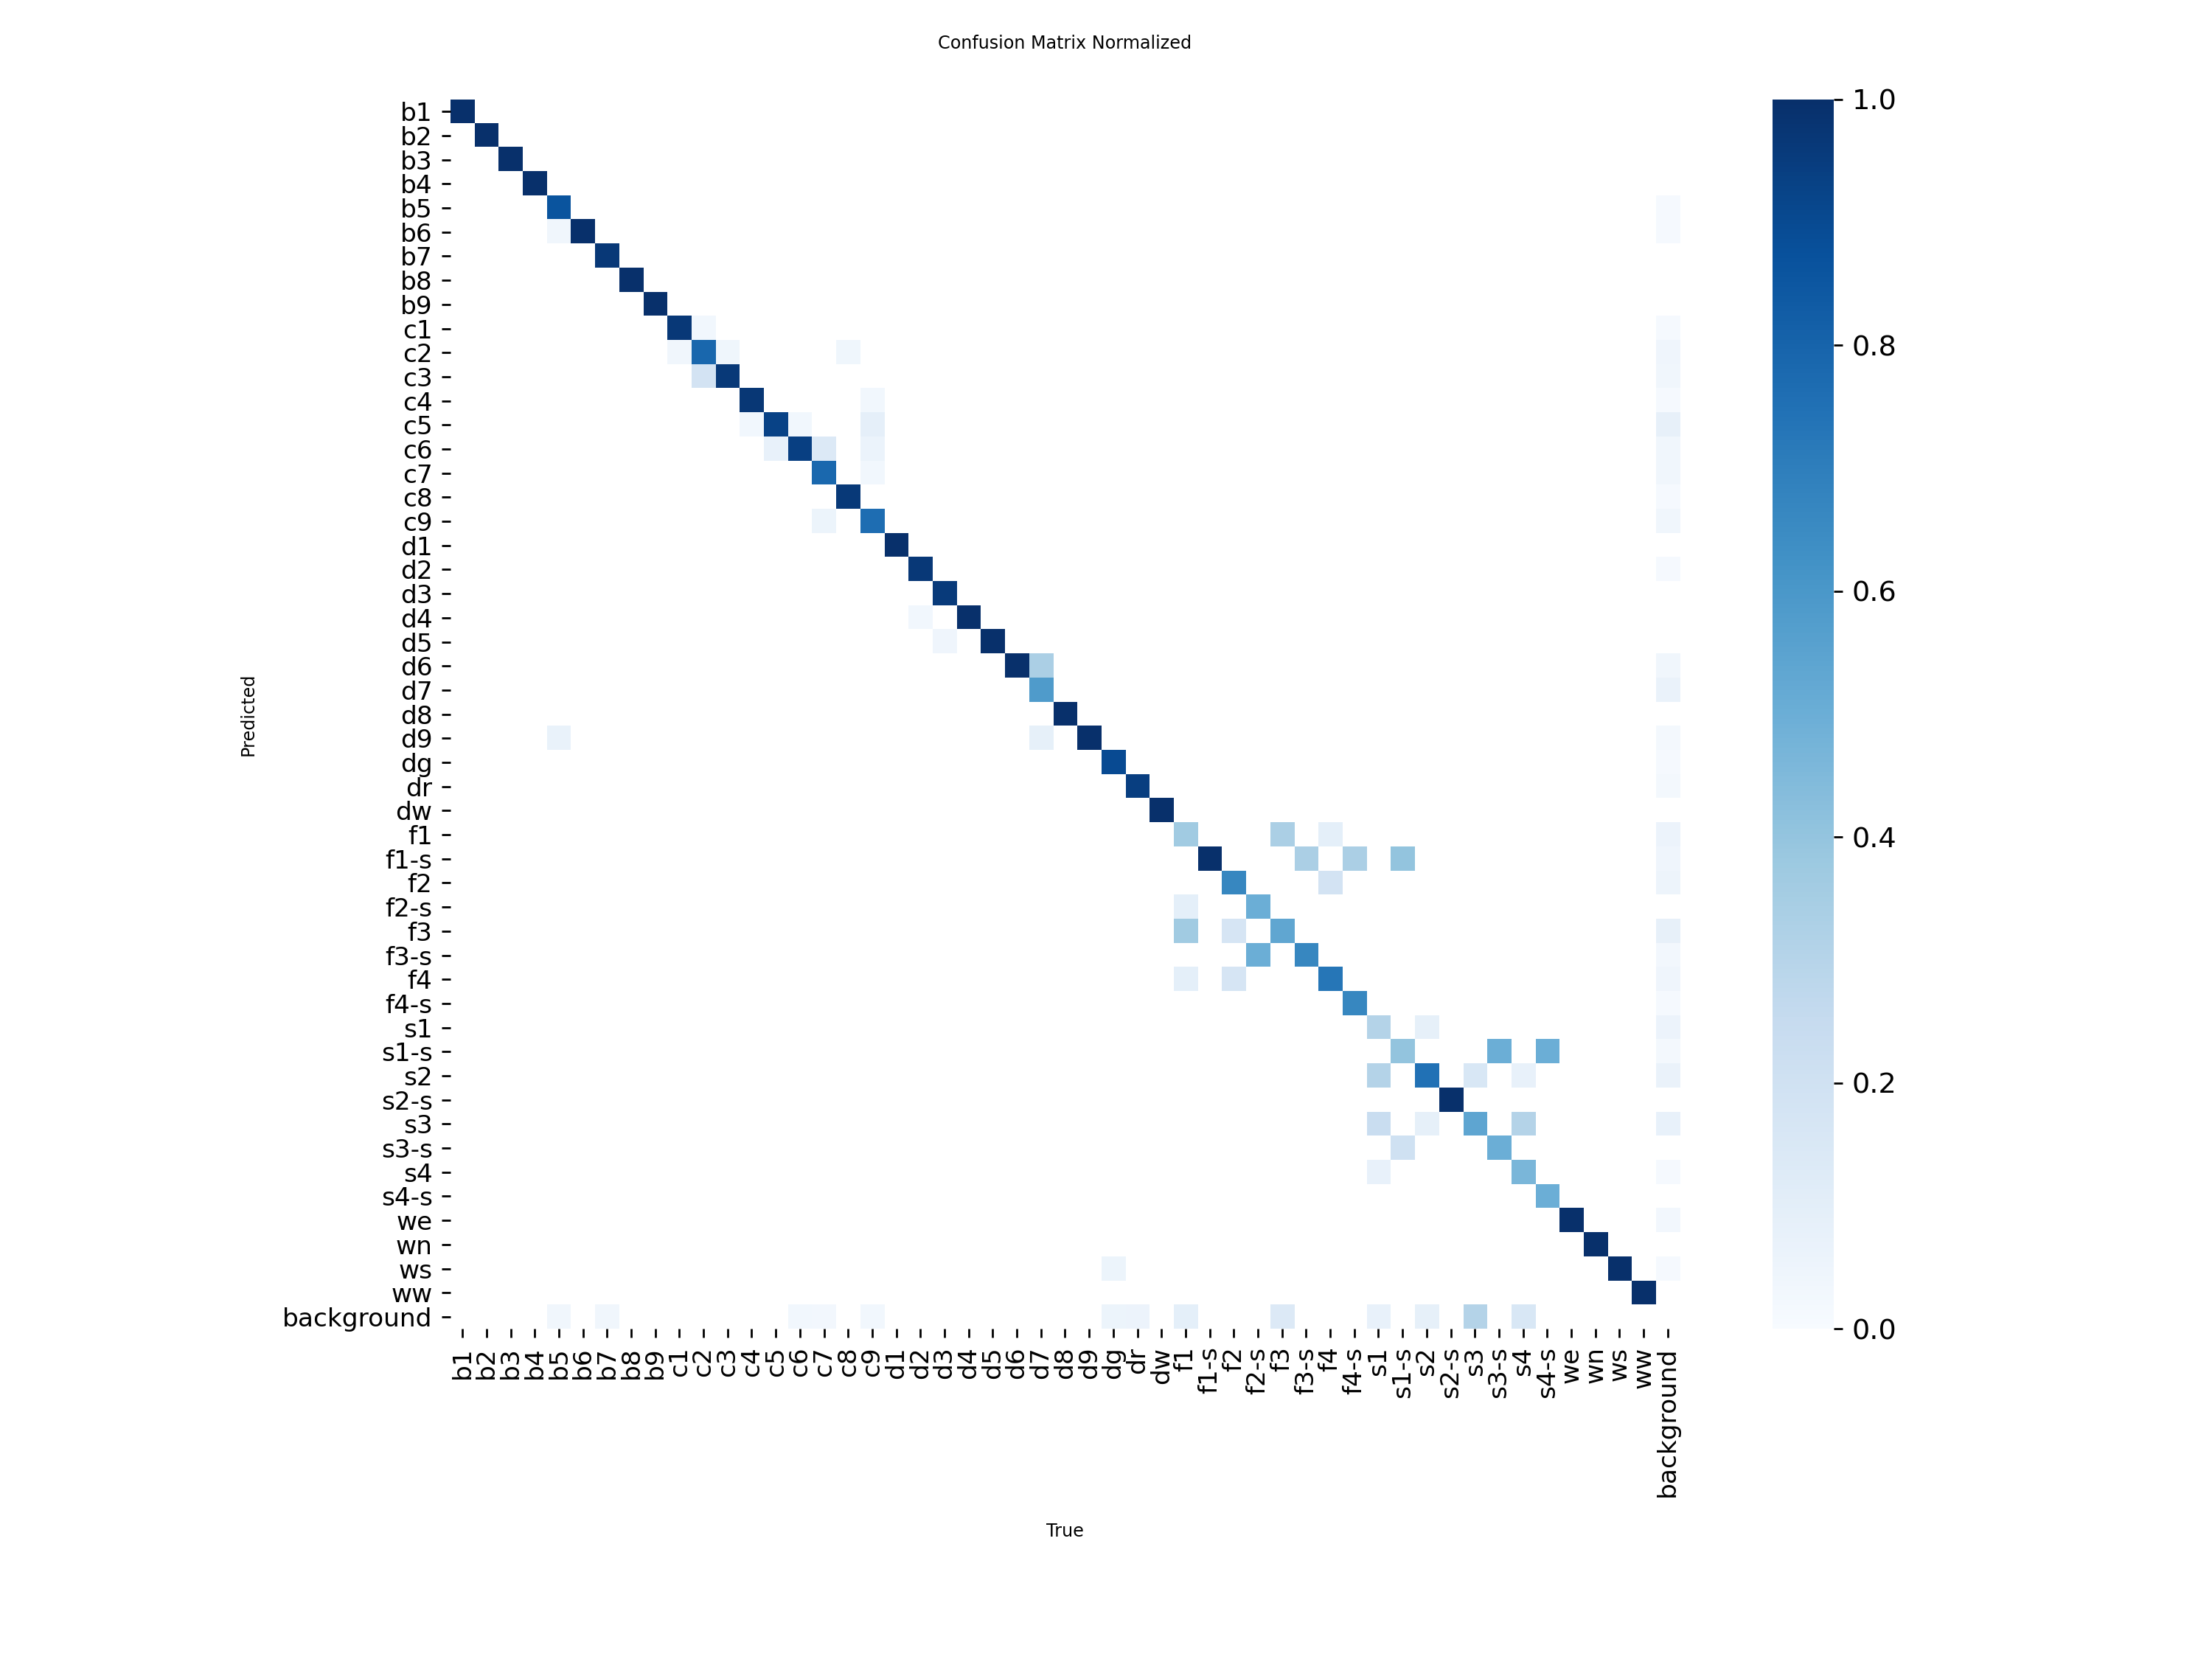 Confusion Matrix Normalized
Predicted
b1
b2
b3
b4
b5
b6
b7
b8
b9
c1
c2
c3
c4
c5
c6
c7
c8
c9
d1
d2
d3
d4
d5
d6
d7
d8
d9
dg
dr
dw
f1
f1-s
f2
f2-s
f3
f3-s
f4
f4-s
s1
s1-s
s2
s2-s
s3
s3-s
s4
s4-s
we
wn
ws
ww
background
b1 b2 b3 b4 b5 b6 b7 b8 b9 c1 c2 c3 c4 c5 c6 c7 c8 c9 d1 d2 d3 d4 d5 d6 d7 d8 d9 dg dr dw f1 f1-s f2 f2-s f3 f3-s f4 f4-s s1 s1-s s2 s2-s s3 s3-s s4 s4-s we wn ws ww background
True
1.0
0.8
0.6
0.4
0.2
0.0